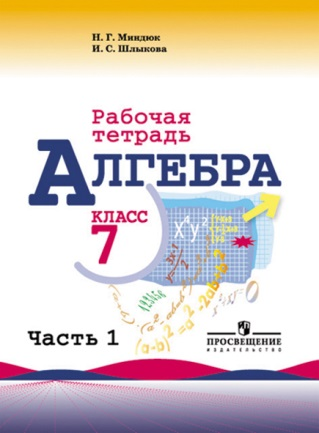 Н. Г. Миндюк
И. С. Шлыкова
Рабочая
тетрадь
АЛГЕБРА
КЛАСС
7
Часть 1
ПРОСВЕЩЕНИЕ
ИЗДАТЕЛЬСТВО